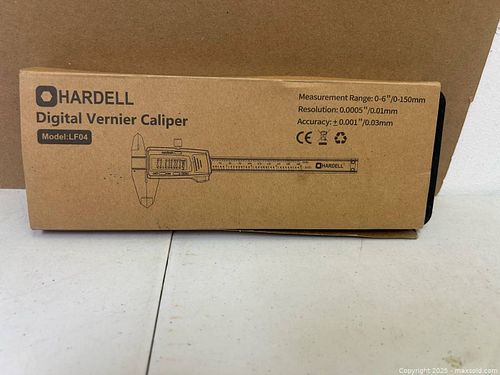 HARDELL
Digital Vernier Caliper
Model:LF04
Measurement Range: 0-6"/0-150mm
Resolution: 0.0005"/0.01mm
Accuracy: ± 0.001"/0.03mm
CE
HARDELL
Copyright 2025 - maxsold.com